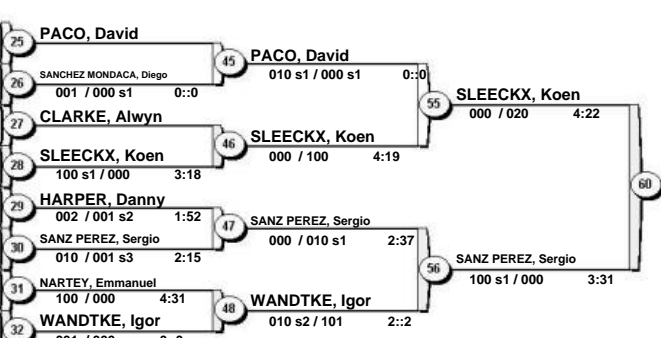 25 PACO, David
26 SANCHEZ MONDACA, Diego
001 / 000 s1 0::0
27 CLARKE, Alwyn
28 SLEECKX, Koen
100 s1 / 000 3:18
29 HARPER, Danny
002 / 001 s2 1:52
30 SANZ PEREZ, Sergio
010 / 001 s3 2:15
31 NARTEY, Emmanuel
100 / 000 4:31
32 WANDTKE, Igor
45 PACO, David
010 s1 / 000 s1 0::0
46 SLEECKX, Koen
000 / 100 4:19
47 SANZ PEREZ, Sergio
000 / 010 s1 2:37
48 WANDTKE, Igor
010 s2 / 101 2::2
55 SLEECKX, Koen
000 / 020 4:22
56 SANZ PEREZ, Sergio
100 s1 / 000 3:31
60